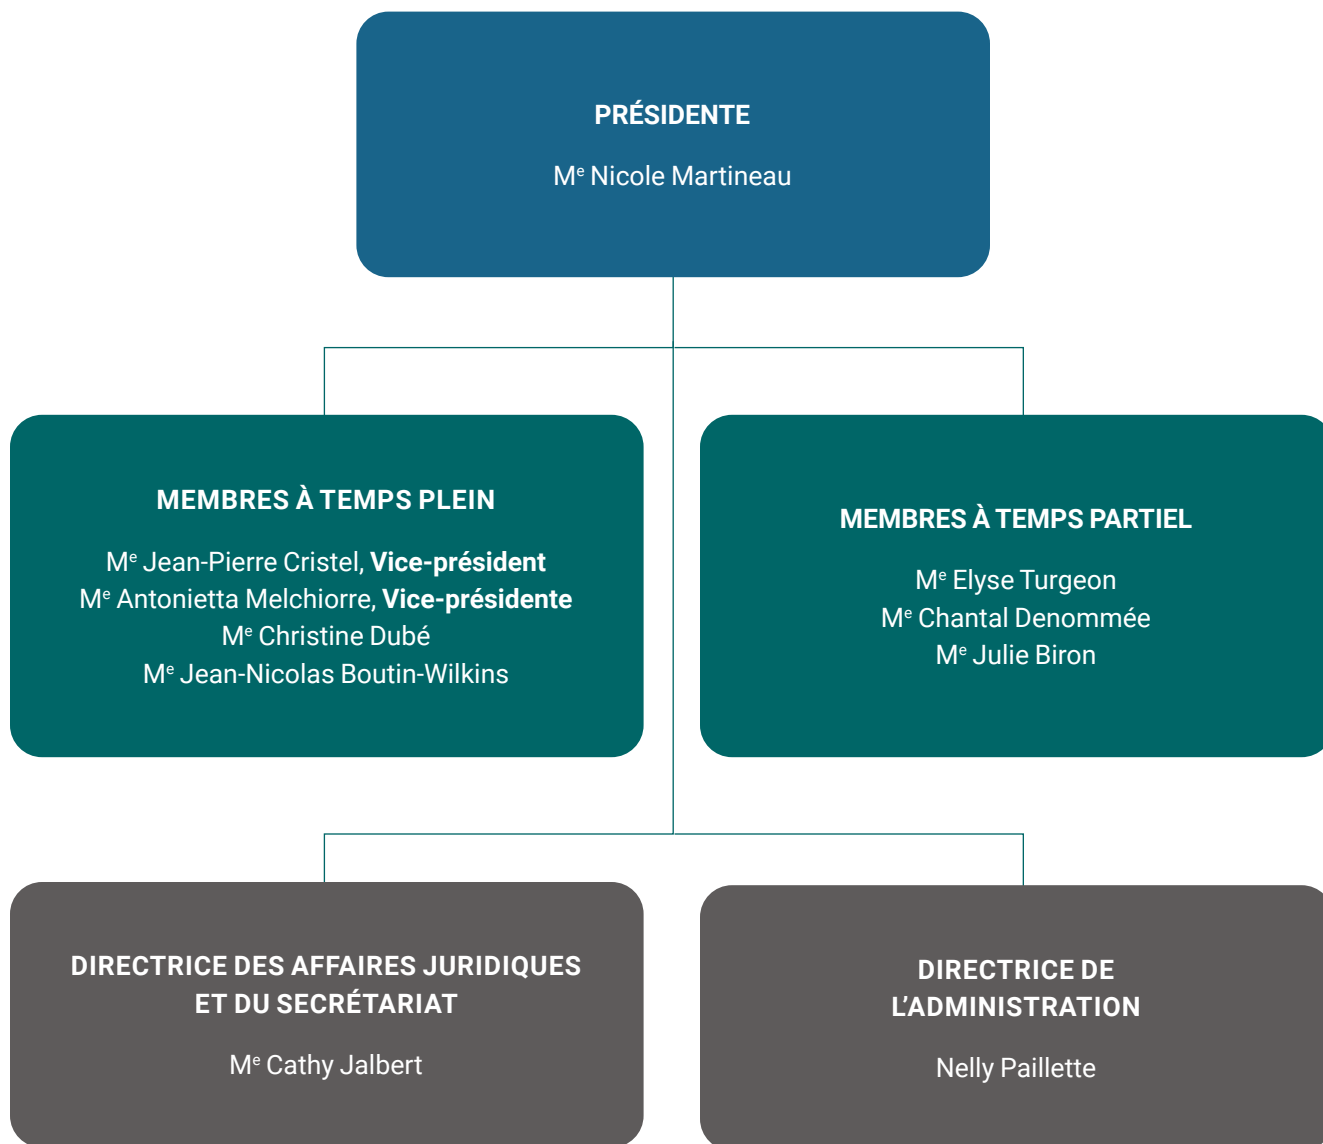 PRÉSIDENTE
Mᵉ Nicole Martineau
MEMBRES À TEMPS PLEIN
Mᵉ Jean-Pierre Cristel, Vice-président
Mᵉ Antonietta Melchiorre, Vice-présidente
Mᵉ Christine Dubé
Mᵉ Jean-Nicolas Boutin-Wilkins
MEMBRES À TEMPS PARTIEL
Mᵉ Elyse Turgeon
Mᵉ Chantal Denommée
Mᵉ Julie Biron
DIRECTRICE DES AFFAIRES JURIDIQUES
ET DU SECRÉTARIAT
Mᵉ Cathy Jalbert
DIRECTRICE DE
L’ADMINISTRATION
Nelly Paillette